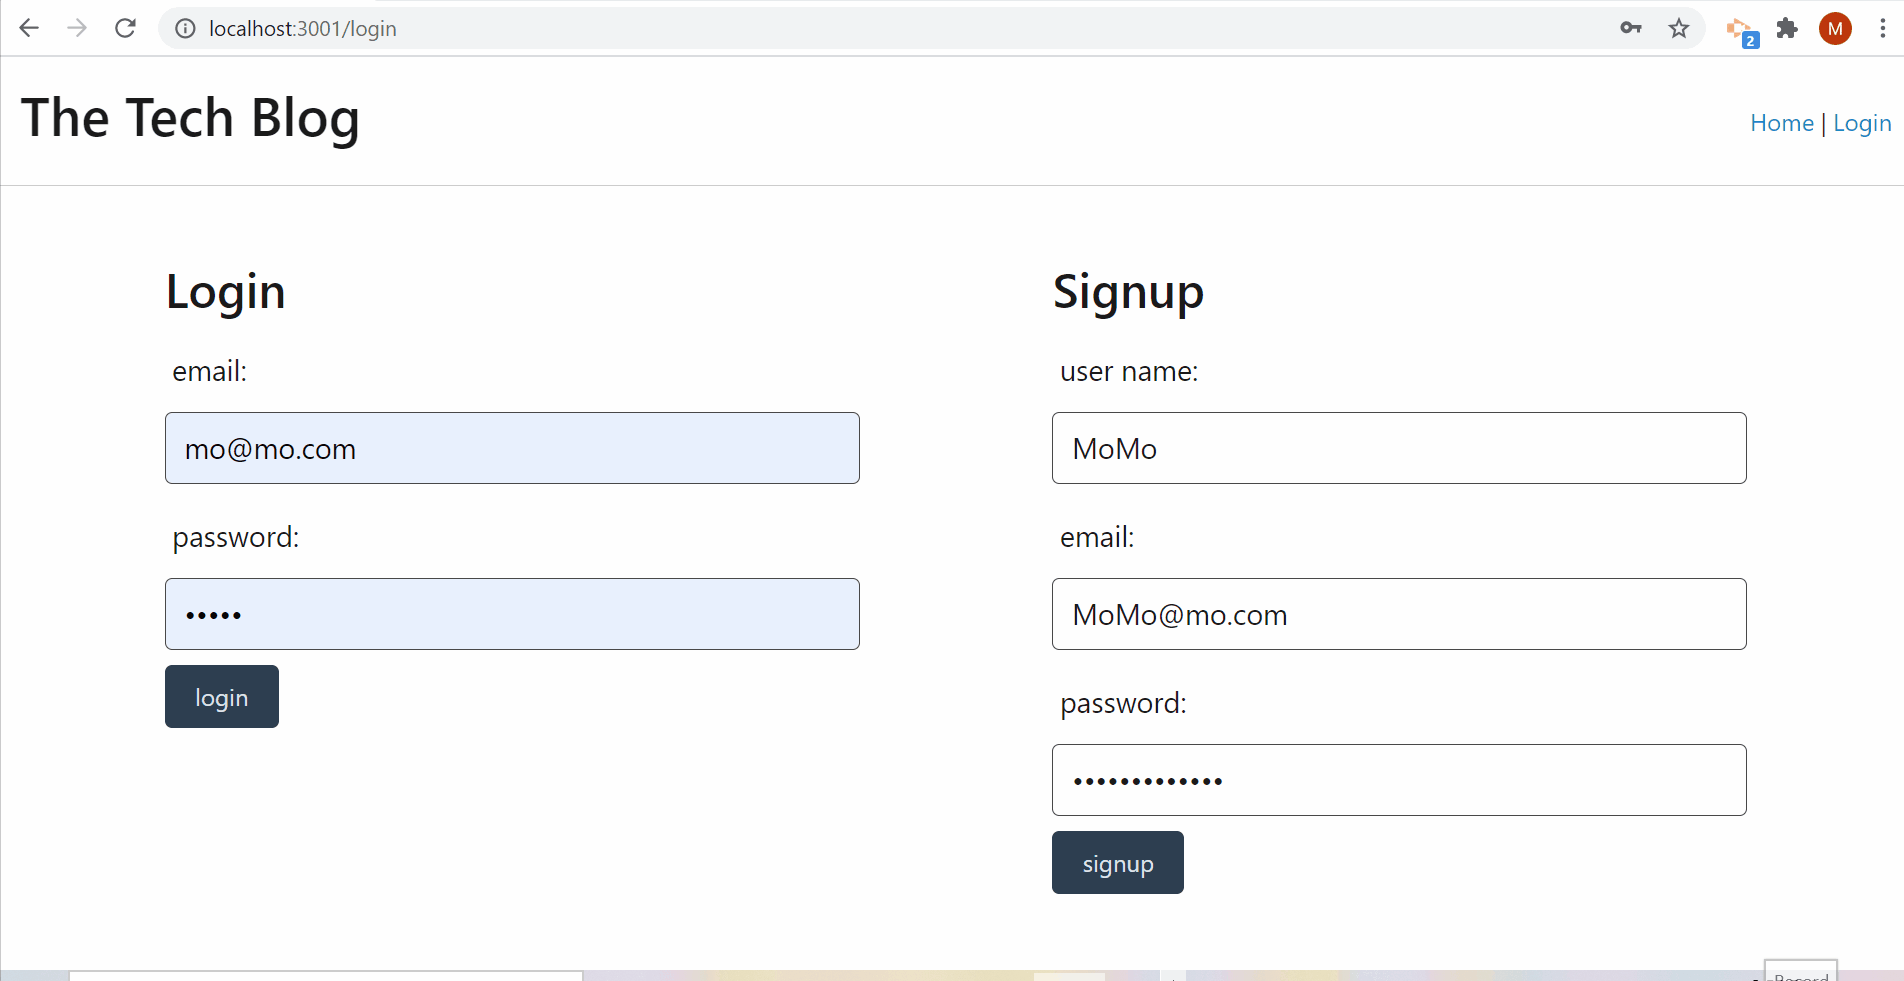 localhost:3001/login
2
M
The Tech Blog
Home | Login
Login
email:
mo@mo.com
password:
•••••
login
Signup
user name:
MoMo
email:
MoMo@mo.com
password:
•••••••••••••
signup
Record